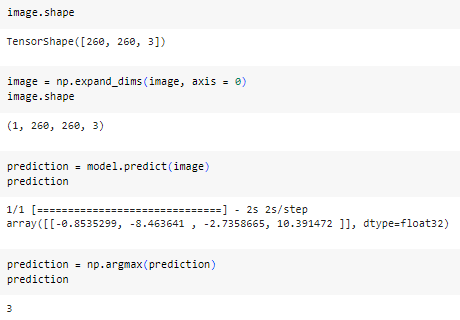 image.shape
TensorShape([260, 260, 3])
image = np.expand_dims(image, axis = 0)
image.shape
(1, 260, 260, 3)
prediction = model.predict(image)
prediction
1/1 [==============================] - 2s 2s/step
array([[-0.8535299, -8.463641 , -2.7358665, 10.391472 ]], dtype=float32)
prediction = np.argmax(prediction)
prediction
3